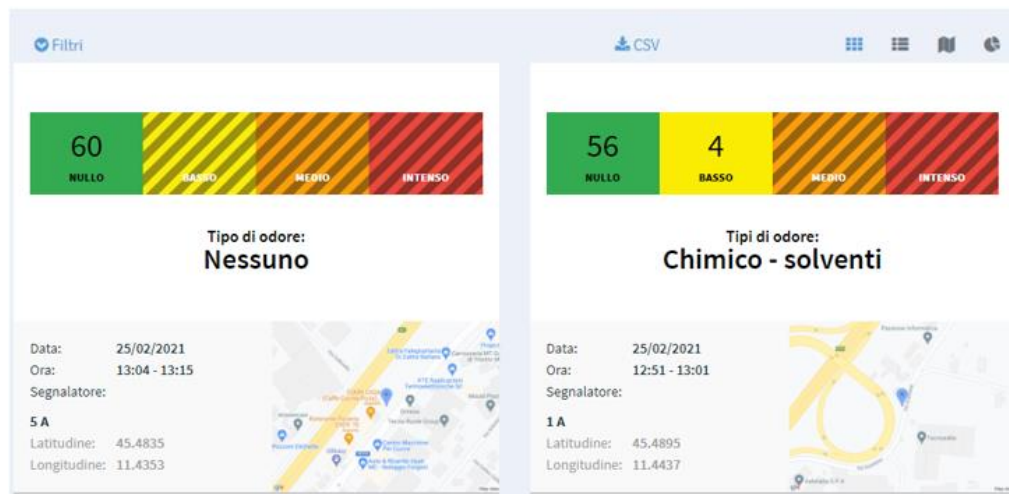 Filtri
CSV
60
NULLO
BASSO
MEDIO
INTENSO
Tipo di odore:
Nessuno
Data: 25/02/2021
Ora: 13:04 - 13:15
Segnalatore:
5 A
Latitudine: 45.4835
Longitudine: 11.4353
56
NULLO
4
BASSO
MEDIO
INTENSO
Tipi di odore:
Chimico - solventi
Data: 25/02/2021
Ora: 12:51 - 13:01
Segnalatore:
1 A
Latitudine: 45.4895
Longitudine: 11.4437